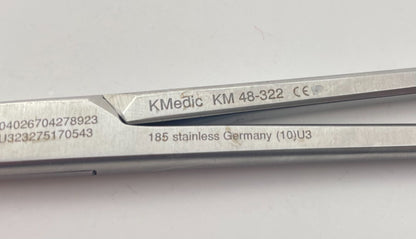 KMedic KM 48-322 CE
04026704278923
U323275170543
185 stainless Germany (10)U3